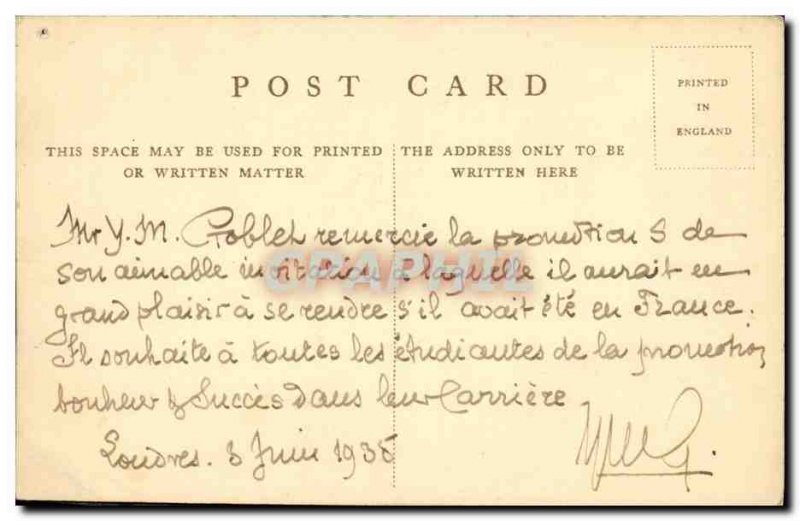 POST CARD
PRINTED
IN
ENGLAND
THIS SPACE MAY BE USED FOR PRINTED
OR WRITTEN MATTER
THE ADDRESS ONLY TO BE
WRITTEN HERE
Mr Y. M. Goblet remercie la promotion S de
son aimable invitation à laquelle il aurait eu
grand plaisir à se rendre s'il avait été en France.
Il souhaite à toutes les étudiantes de la promotion
bonheur & Succès dans leur Carrière
Londres. 3 Juin 1935
CPAPHIL